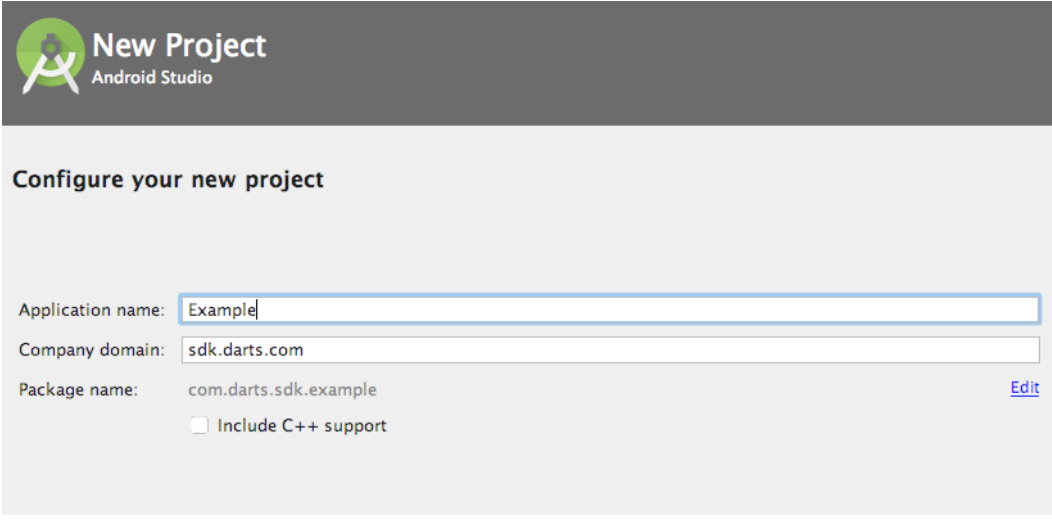 New Project
Android Studio
Configure your new project
Application name: Example
Company domain: sdk.darts.com
Package name: com.darts.sdk.example Edit
Include C++ support